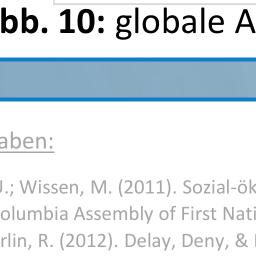 bb. 10: globale A
aben:
J.; Wissen, M. (2011). Sozial-ök
olumbia Assembly of First Nati
rlin, R. (2012). Delay, Deny, &